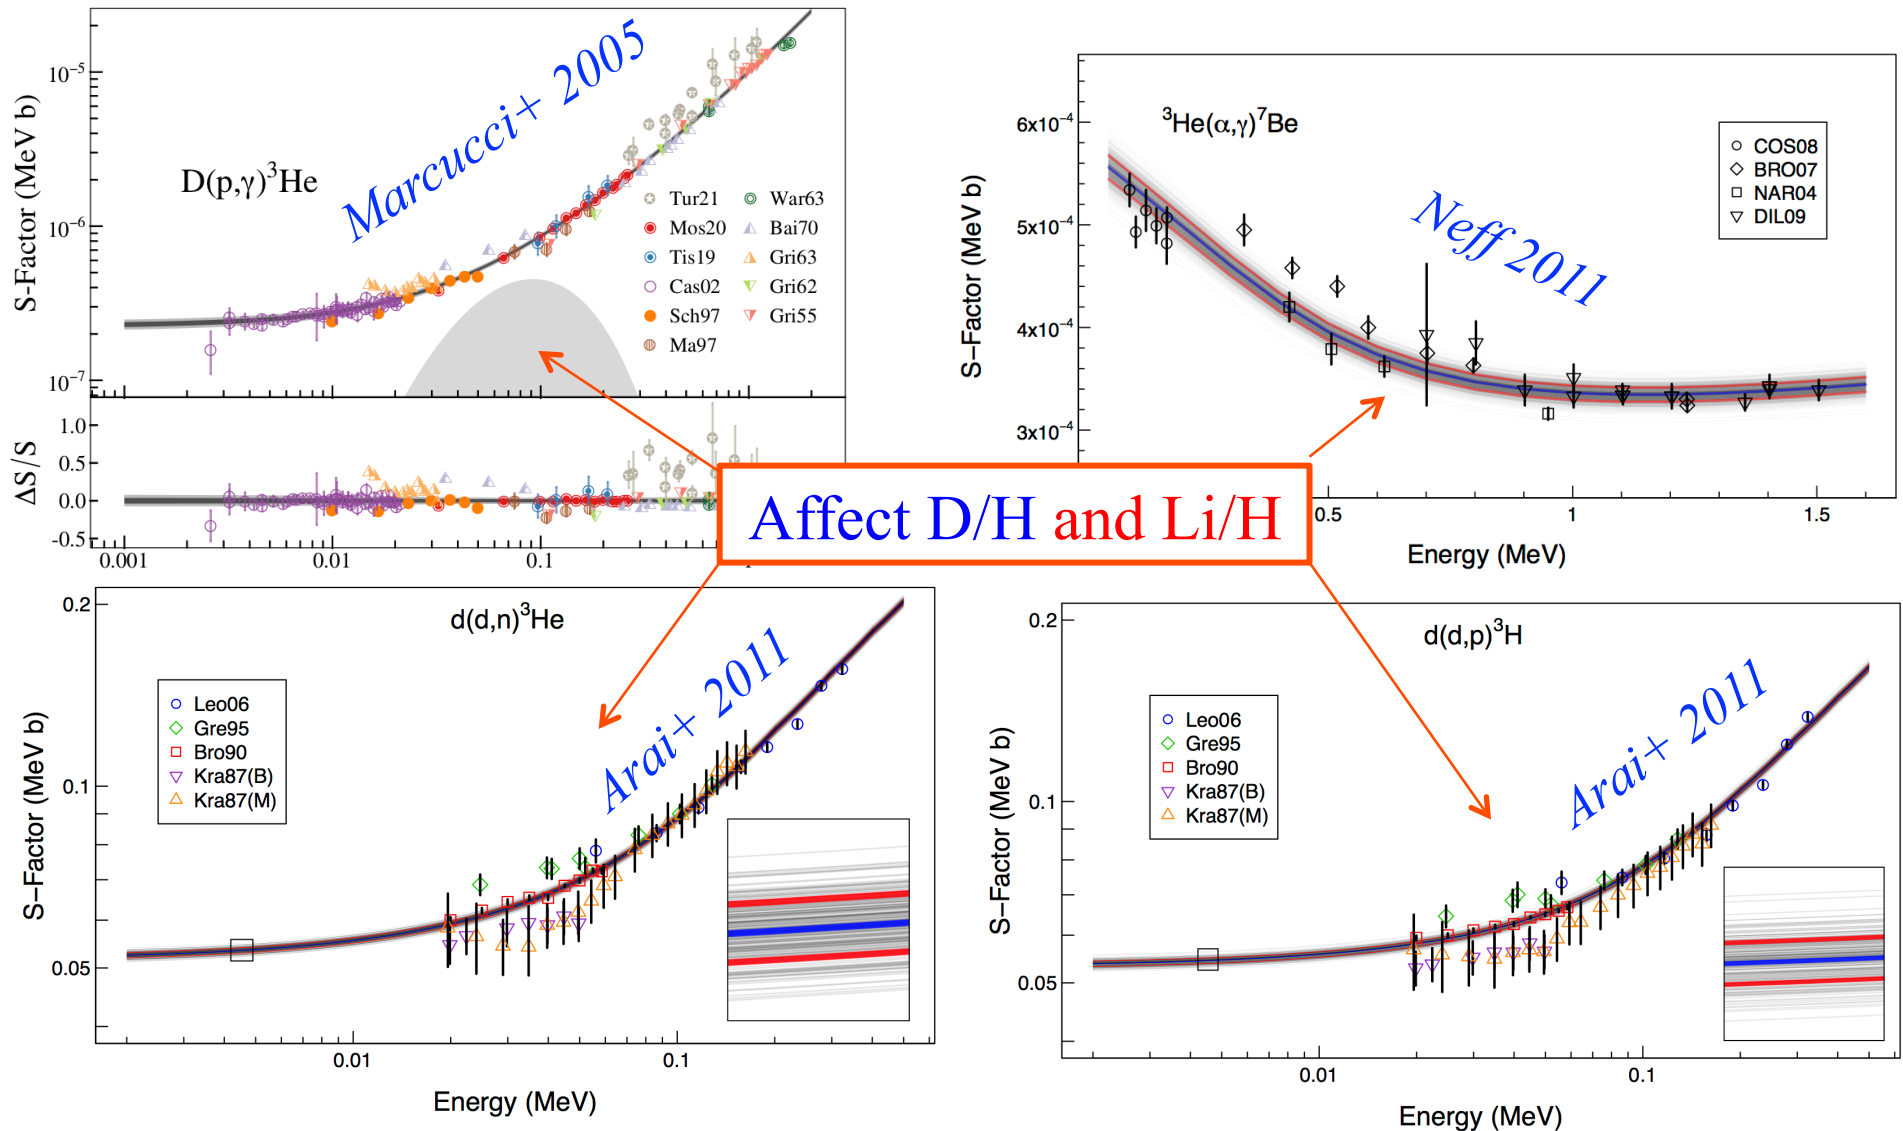 S-Factor (MeV b)
10⁻⁵
10⁻⁶
10⁻⁷
D(p,γ)³He
Marcucci+ 2005
Tur21
Mos20
Tis19
Cas02
Sch97
Ma97
War63
Bai70
Gri63
Gri62
Gri55
ΔS/S
1.0
0.5
0.0
-0.5
0.001
0.01
0.1
S−Factor (MeV b)
6x10⁻⁴
5x10⁻⁴
4x10⁻⁴
3x10⁻⁴
³He(α,γ)⁷Be
Neff 2011
COS08
BRO07
NAR04
DIL09
0.5
1
1.5
Energy (MeV)
Affect D/H and Li/H
S−Factor (MeV b)
0.2
0.1
0.05
d(d,n)³He
Arai+ 2011
Leo06
Gre95
Bro90
Kra87(B)
Kra87(M)
0.01
0.1
Energy (MeV)
S−Factor (MeV b)
0.2
0.1
0.05
d(d,p)³H
Arai+ 2011
Leo06
Gre95
Bro90
Kra87(B)
Kra87(M)
0.01
0.1
Energy (MeV)